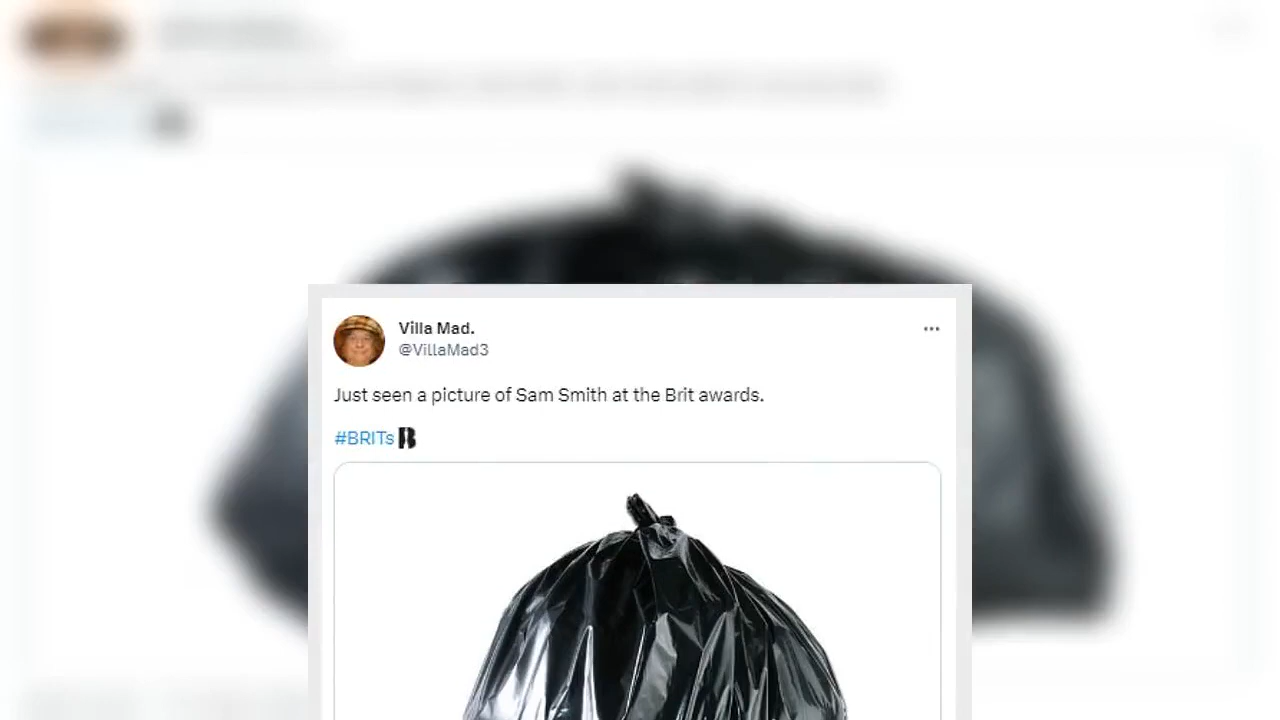 Villa Mad.
@VillaMad3
Just seen a picture of Sam Smith at the Brit awards.
#BRITs